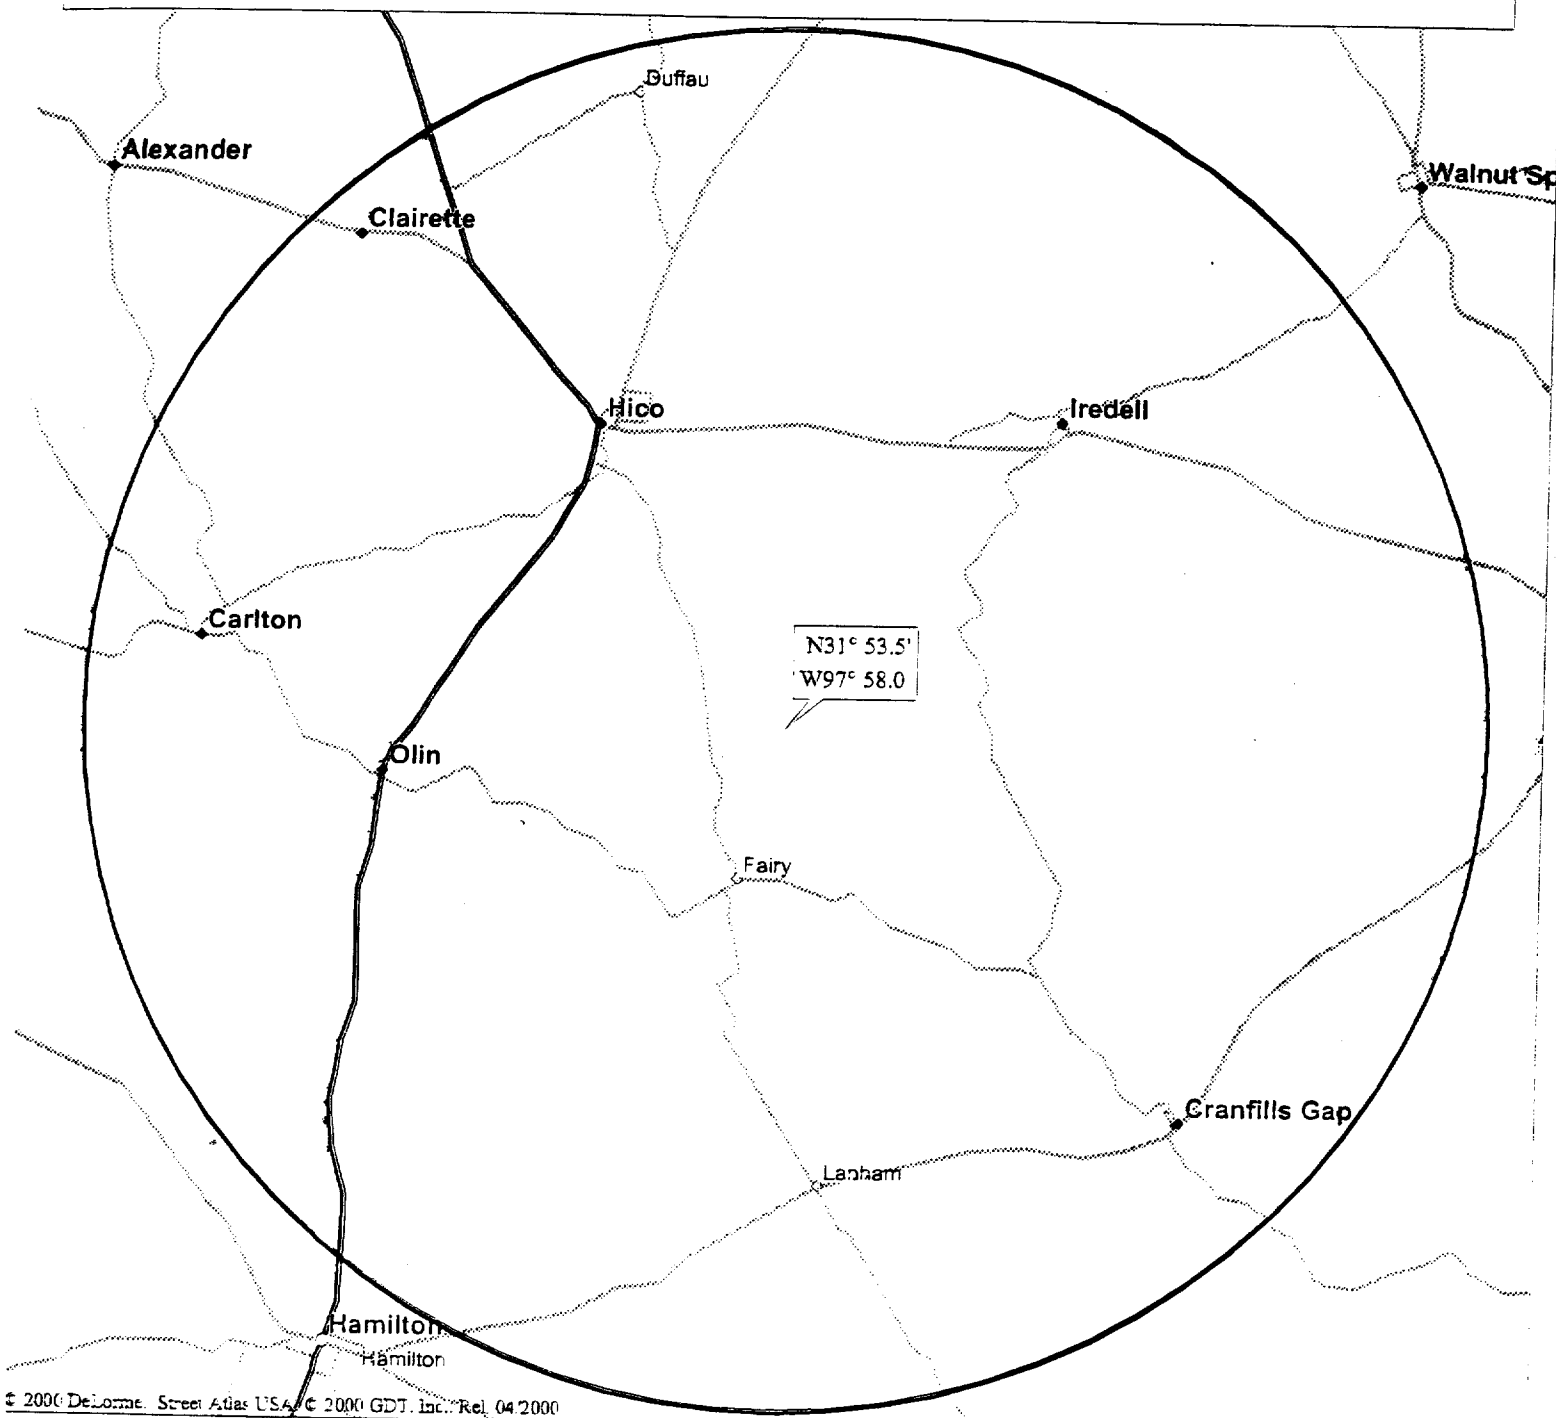 Duffau
Alexander
Walnut Sp
Clairette
Hico
Iredell
Carlton
N31° 53.5'
W97° 58.0
Olin
Fairy
Cranfills Gap
Lanham
Hamilton
Hamilton
© 2000 DeLorme. Street Atlas USA © 2000 GDT, Inc. Rel. 04/2000